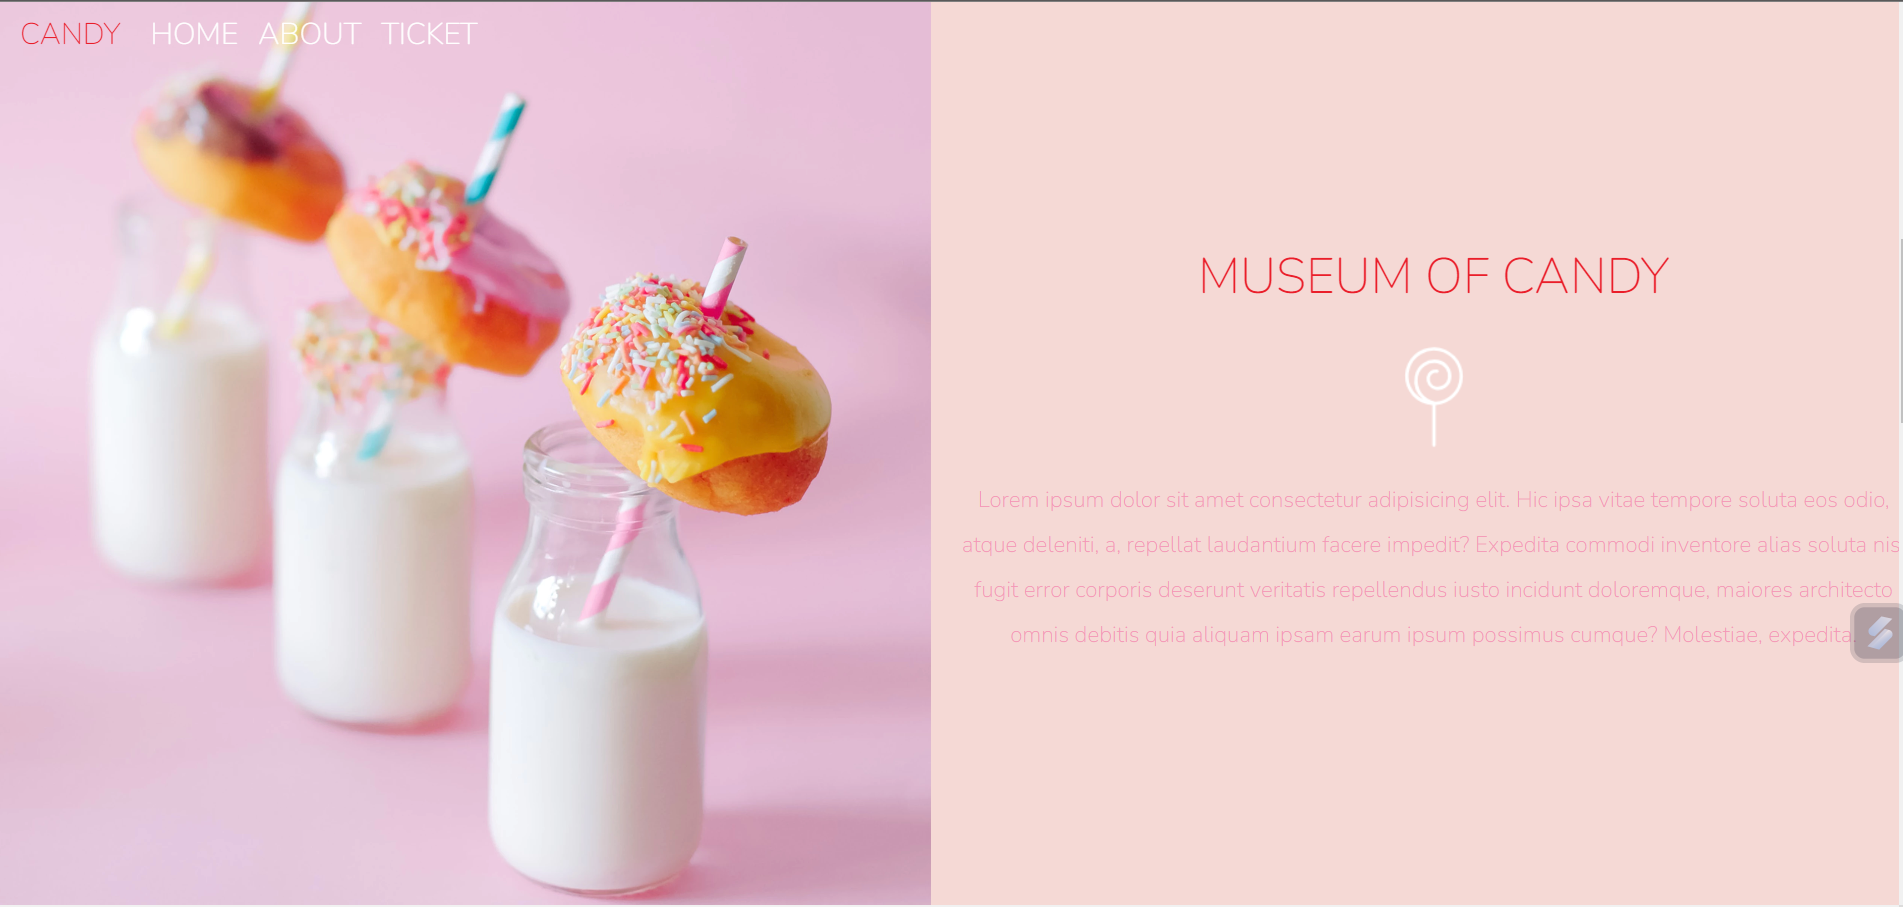 CANDY HOME ABOUT TICKET
MUSEUM OF CANDY
Lorem ipsum dolor sit amet consectetur adipisicing elit. Hic ipsa vitae tempore soluta eos odio,
atque deleniti, a, repellat laudantium facere impedit? Expedita commodi inventore alias soluta nis
fugit error corporis deserunt veritatis repellendus iusto incidunt doloremque, maiores architecto
omnis debitis quia aliquam ipsam earum ipsum possimus cumque? Molestiae, expedita.